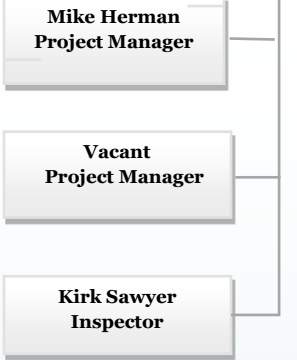 Mike Herman
Project Manager
Vacant
Project Manager
Kirk Sawyer
Inspector